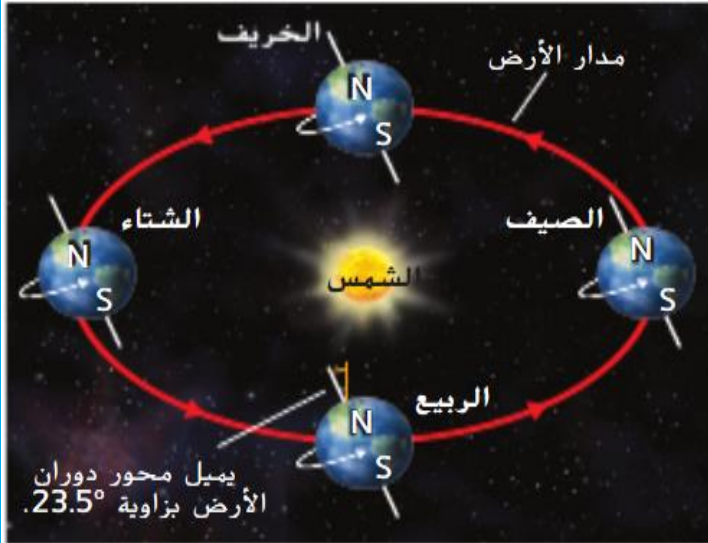 الخريف
مدار الأرض
N
S
الشتاء
الصيف
N
S
الشمس
N
S
الربيع
N
S
يميل محور دوران
الأرض بزاوية 23.5°.